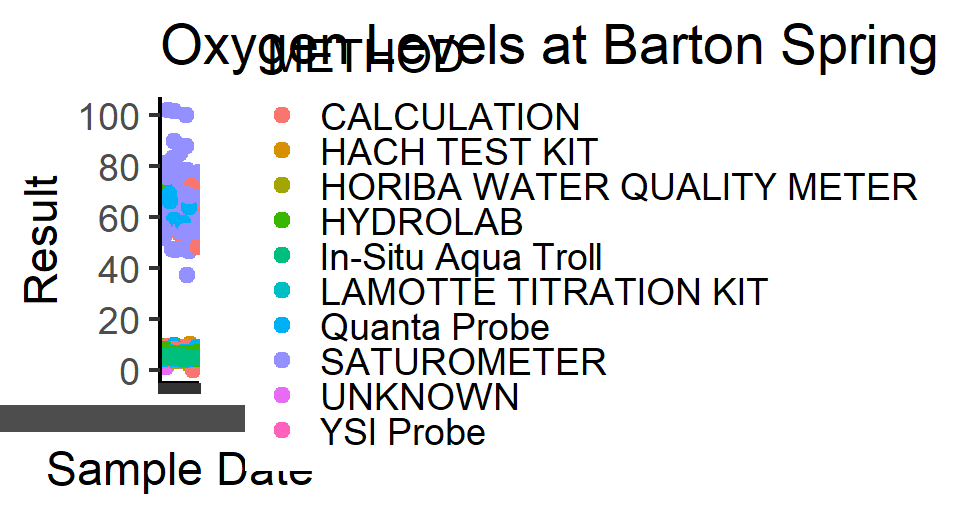 Oxygen Levels at Barton Spring
METHOD
100
80
60
40
20
0
Result
CALCULATION
HACH TEST KIT
HORIBA WATER QUALITY METER
HYDROLAB
In-Situ Aqua Troll
LAMOTTE TITRATION KIT
Quanta Probe
SATUROMETER
UNKNOWN
YSI Probe
Sample Date